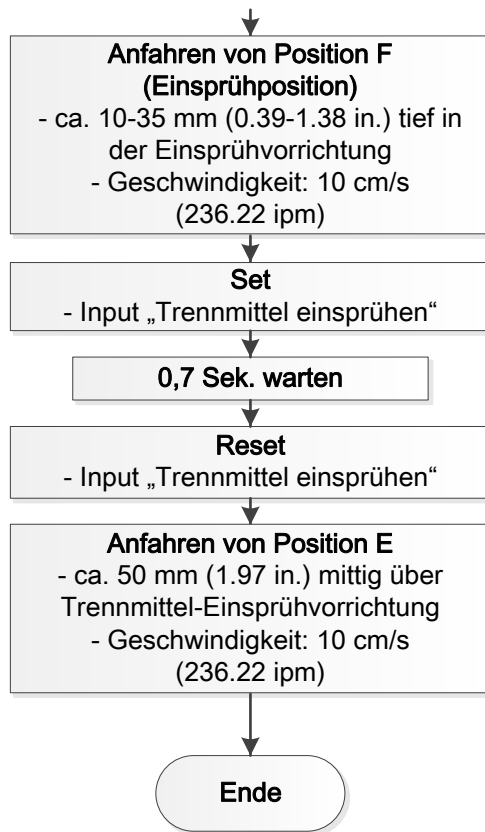 Anfahren von Position F
(Einsprühposition)
- ca. 10-35 mm (0.39-1.38 in.) tief in
der Einsprühvorrichtung
- Geschwindigkeit: 10 cm/s
(236.22 ipm)
Set
- Input „Trennmittel einsprühen“
0,7 Sek. warten
Reset
- Input „Trennmittel einsprühen“
Anfahren von Position E
- ca. 50 mm (1.97 in.) mittig über
Trennmittel-Einsprühvorrichtung
- Geschwindigkeit: 10 cm/s
(236.22 ipm)
Ende